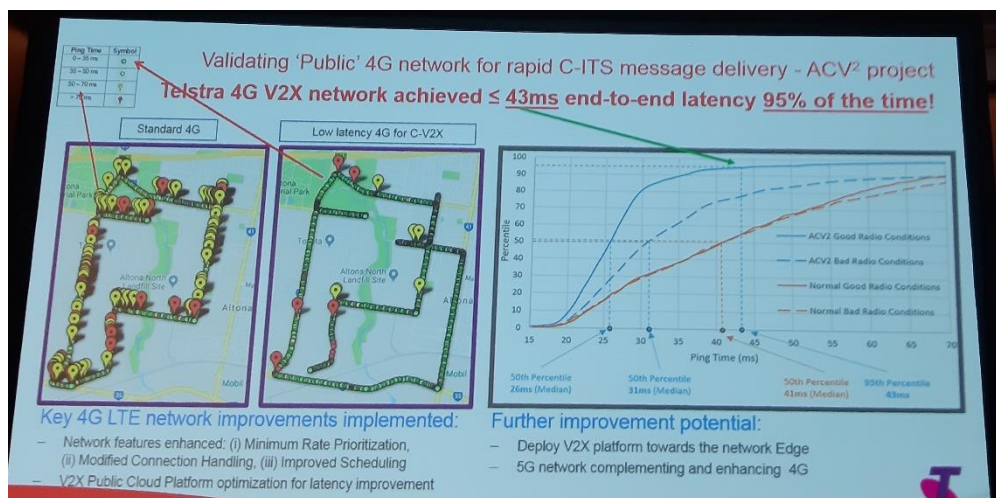 Ping Time Symbol
0 – 35 ms
35 – 50 ms
50 – 70 ms
Validating 'Public' 4G network for rapid C-ITS message delivery - ACV² project
Telstra 4G V2X network achieved ≤ 43ms end-to-end latency 95% of the time!
Standard 4G
Low latency 4G for C-V2X
Altona North
Landfill Site
Altona
Mobil
Altona North
Landfill Site
Mobil
Percentile
100
90
80
70
60
50
40
30
20
10
0
15 20 25 30 35 40 45 50 55 60 65 70
Ping Time (ms)
ACV2 Good Radio Conditions
ACV2 Bad Radio Conditions
Normal Good Radio Conditions
Normal Bad Radio Conditions
50th Percentile
26ms (Median)
50th Percentile
31ms (Median)
50th Percentile
41ms (Median)
95th Percentile
43ms
Key 4G LTE network improvements implemented:
– Network features enhanced: (i) Minimum Rate Prioritization,
(ii) Modified Connection Handling, (iii) Improved Scheduling
– V2X Public Cloud Platform optimization for latency improvement
Further improvement potential:
– Deploy V2X platform towards the network Edge
– 5G network complementing and enhancing 4G